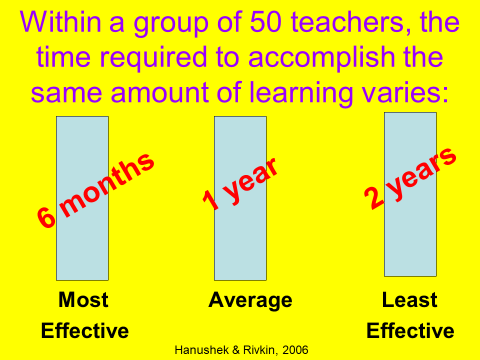 Within a group of 50 teachers, the
time required to accomplish the
same amount of learning varies:
6 months
1 year
2 years
Most
Effective
Average
Least
Effective
Hanushek & Rivkin, 2006